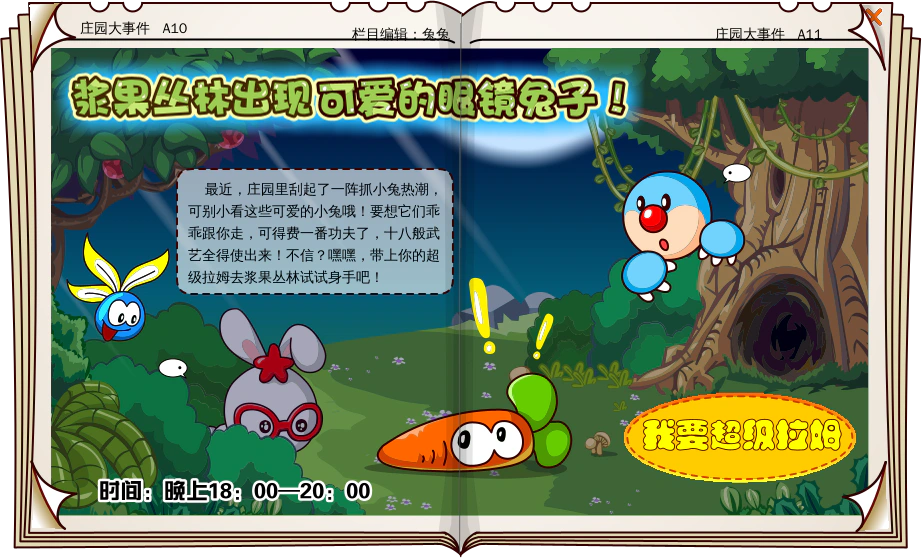 庄园大事件 A10
栏目编辑：兔兔
庄园大事件 A11
浆果丛林出现可爱的眼镜兔子！
最近，庄园里刮起了一阵抓小兔热潮，
可别小看这些可爱的小兔哦！要想它们乖
乖跟你走，可得费一番功夫了，十八般武
艺全得使出来！不信？嘿嘿，带上你的超
级拉姆去浆果丛林试试身手吧！
我要超级拉姆
时间：晚上18：00—20：00